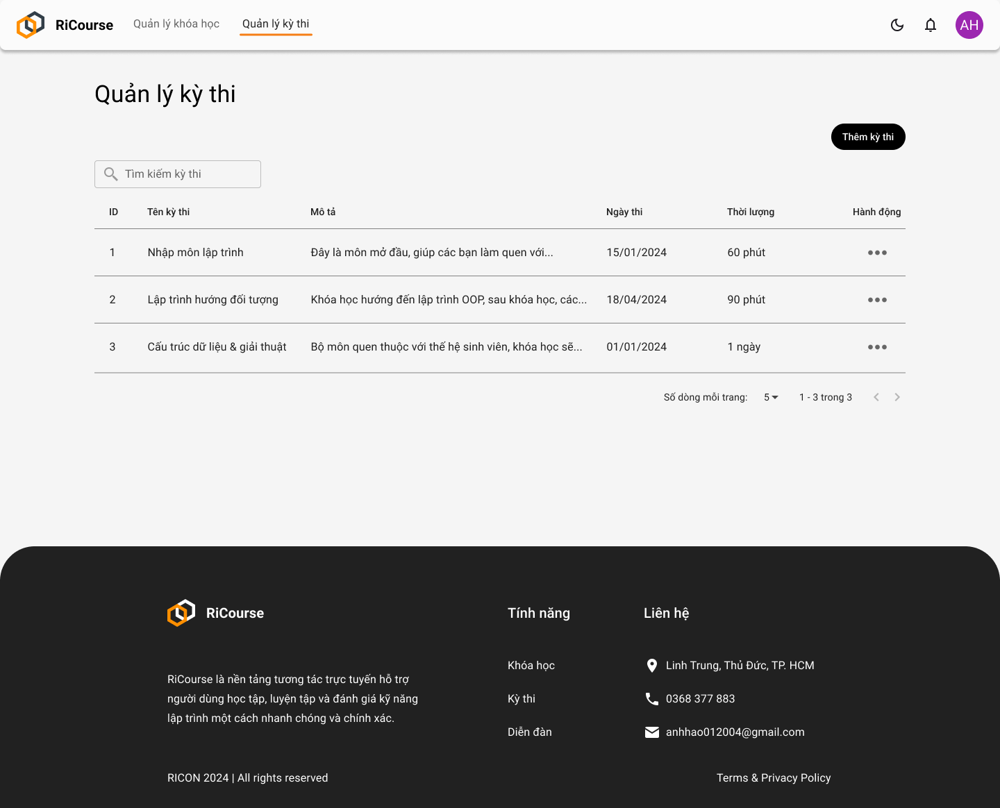 RiCourse
Quản lý khóa học
Quản lý kỳ thi
AH
Quản lý kỳ thi
Thêm kỳ thi
Tìm kiếm kỳ thi
ID Tên kỳ thi Mô tả Ngày thi Thời lượng Hành động
1 Nhập môn lập trình Đây là môn mở đầu, giúp các bạn làm quen với... 15/01/2024 60 phút
2 Lập trình hướng đối tượng Khóa học hướng đến lập trình OOP, sau khóa học, các... 18/04/2024 90 phút
3 Cấu trúc dữ liệu & giải thuật Bộ môn quen thuộc với thế hệ sinh viên, khóa học sẽ... 01/01/2024 1 ngày
Số dòng mỗi trang: 5 1 - 3 trong 3
RiCourse
RiCourse là nền tảng tương tác trực tuyến hỗ trợ
người dùng học tập, luyện tập và đánh giá kỹ năng
lập trình một cách nhanh chóng và chính xác.
Tính năng
Khóa học
Kỳ thi
Diễn đàn
Liên hệ
Linh Trung, Thủ Đức, TP. HCM
0368 377 883
anhhao012004@gmail.com
RICON 2024 | All rights reserved
Terms & Privacy Policy